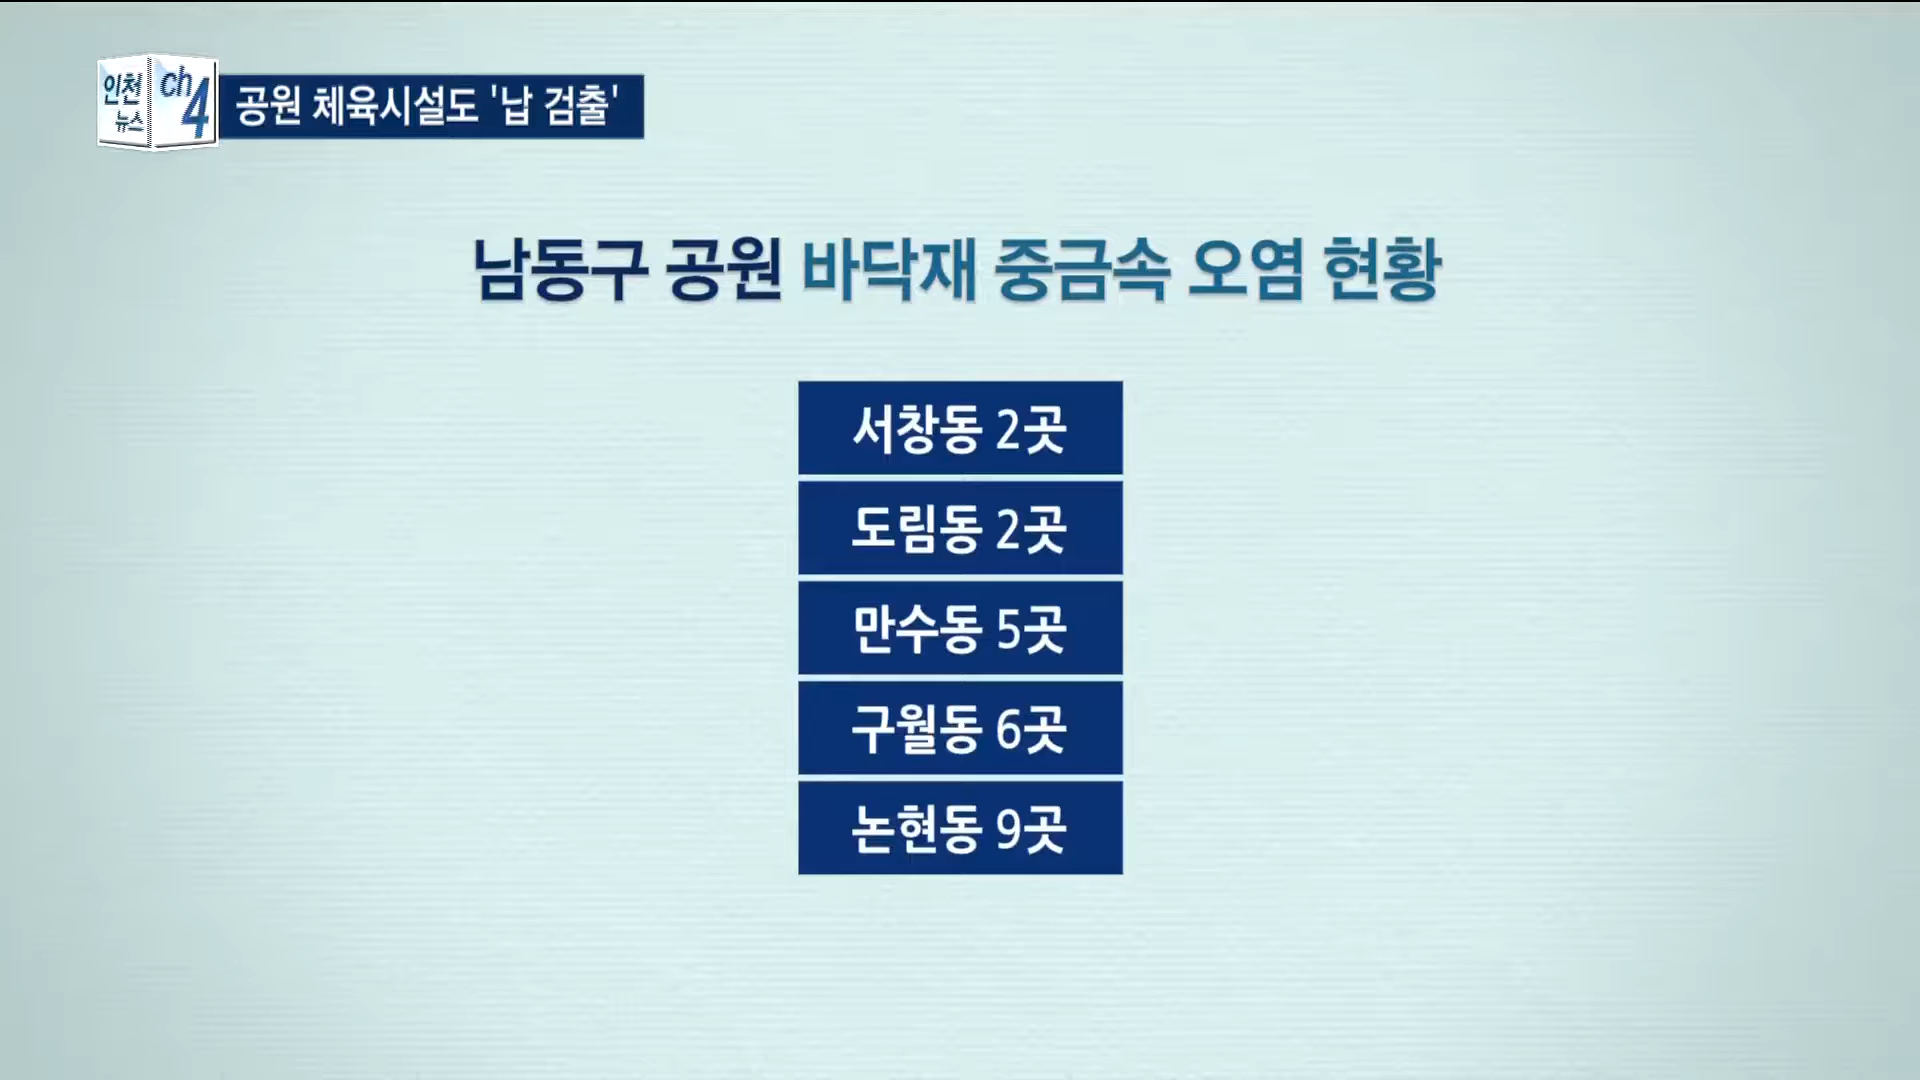 인천
뉴스
ch
4
공원 체육시설도 '납 검출'
남동구 공원 바닥재 중금속 오염 현황
서창동 2곳
도림동 2곳
만수동 5곳
구월동 6곳
논현동 9곳